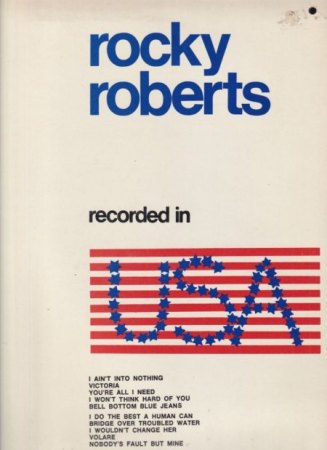 rocky
roberts
recorded in
USA
I AIN'T INTO NOTHING
VICTORIA
YOU'RE ALL I NEED
I WON'T THINK HARD OF YOU
BELL BOTTOM BLUE JEANS
I DO THE BEST A HUMAN CAN
BRIDGE OVER TROUBLED WATER
I WOULDN'T CHANGE HER
VOLARE
NOBODY'S FAULT BUT MINE